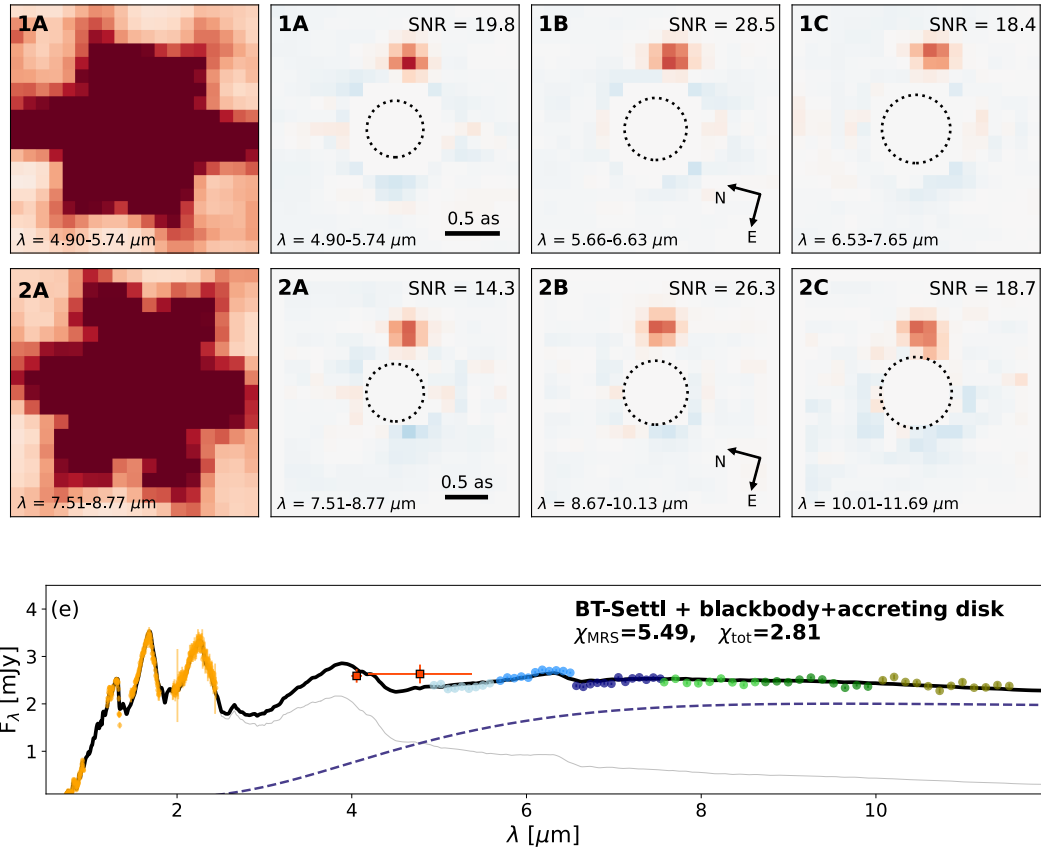 1A
λ = 4.90-5.74 μm
1A SNR = 19.8
0.5 as
λ = 4.90-5.74 μm
1B SNR = 28.5
N
E
λ = 5.66-6.63 μm
1C SNR = 18.4
λ = 6.53-7.65 μm
2A
λ = 7.51-8.77 μm
2A SNR = 14.3
0.5 as
λ = 7.51-8.77 μm
2B SNR = 26.3
N
E
λ = 8.67-10.13 μm
2C SNR = 18.7
λ = 10.01-11.69 μm
(e)
BT-Settl + blackbody+accreting disk
χMRS=5.49, χtot=2.81
Fλ [mJy]
4
3
2
1
2 4 6 8 10
λ [μm]